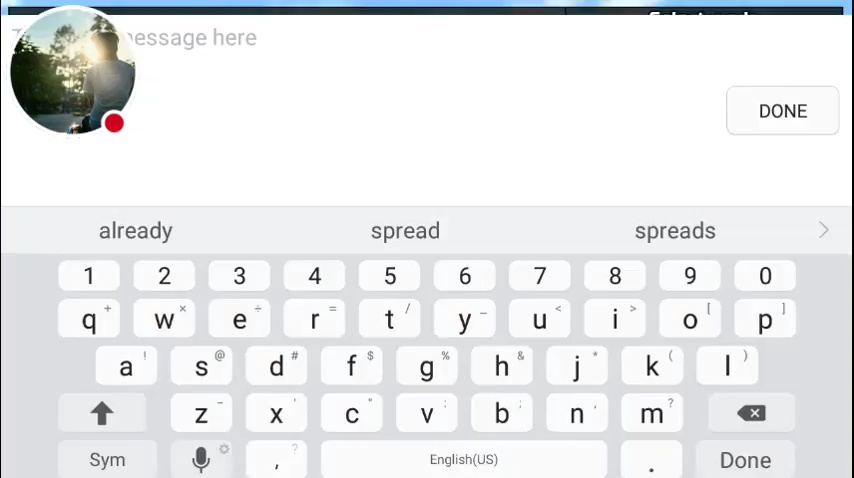 message here
DONE
already spread spreads
1 2 3 4 5 6 7 8 9 0
q + w × e ÷ r = t / y _ u < i > o [ p ]
a ! s @ d # f $ g % h & j * k ( l )
z - x ' c " v : b ; n , m ?
Sym , ? English(US) . Done